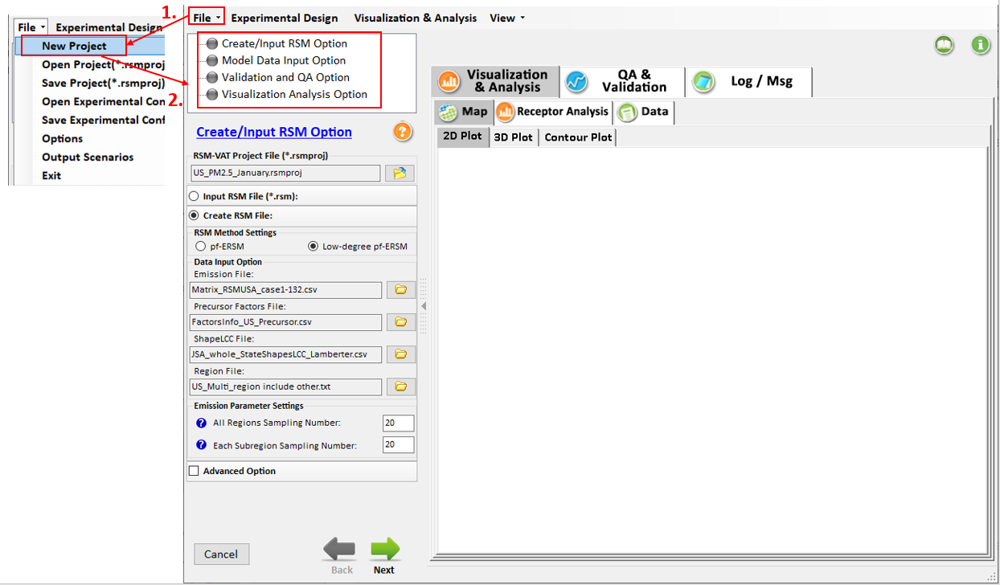 1.
File
Experimental Design
New Project
Open Project(*.rsmproj
Save Project(*.rsmproj)
Open Experimental Con
Save Experimental Conf
Options
Output Scenarios
Exit
2.
File
Experimental Design
Visualization & Analysis
View
Create/Input RSM Option
Model Data Input Option
Validation and QA Option
Visualization Analysis Option
Create/Input RSM Option
?
RSM-VAT Project File (*.rsmproj)
US_PM2.5_January.rsmproj
Input RSM File (*.rsm):
Create RSM File:
RSM Method Settings
pf-ERSM
Low-degree pf-ERSM
Data Input Option
Emission File:
Matrix_RSMUSA_case1-132.csv
Precursor Factors File:
FactorsInfo_US_Precursor.csv
ShapeLCC File:
JSA_whole_StateShapesLCC_Lamberter.csv
Region File:
US_Multi_region include other.txt
Emission Parameter Settings
? All Regions Sampling Number:
20
? Each Subregion Sampling Number:
20
Advanced Option
Cancel
Back
Next
i
Visualization
& Analysis
QA &
Validation
Log / Msg
Map
Receptor Analysis
Data
2D Plot
3D Plot
Contour Plot